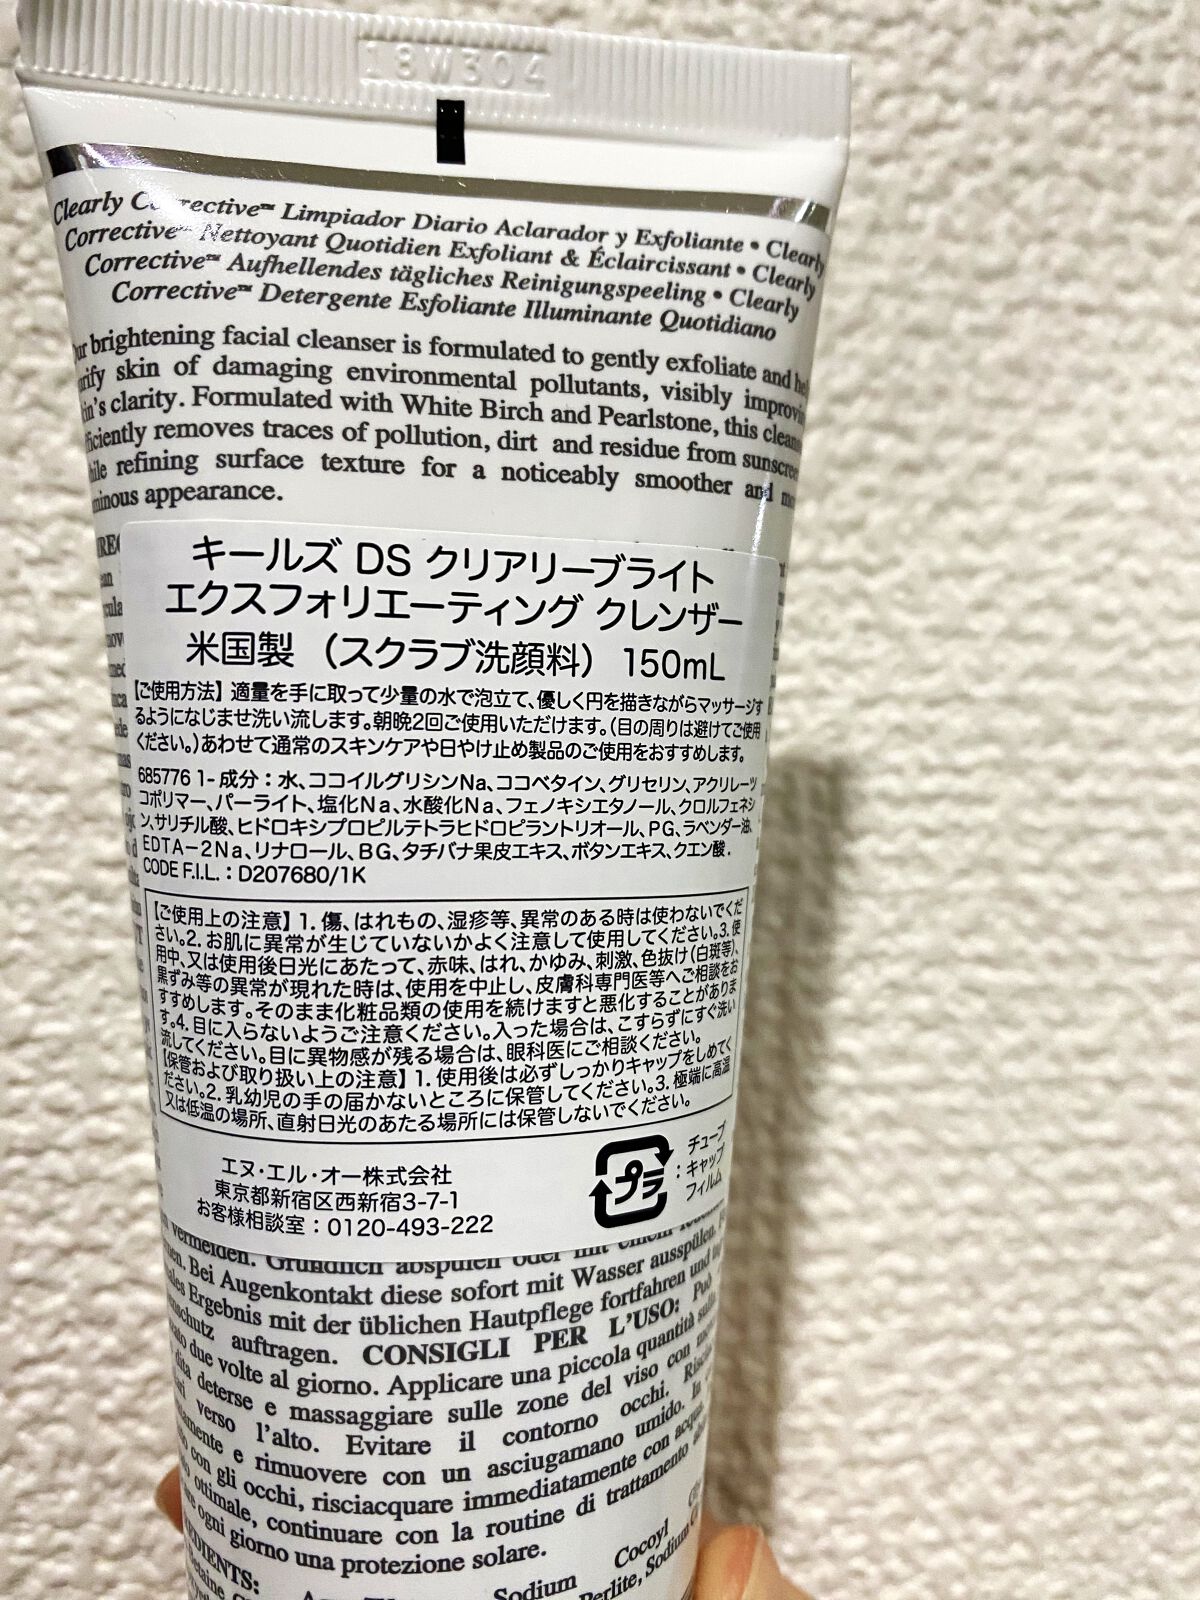 18W304
Clearly Corrective™ Limpiador Diario Aclarador y Exfoliante • Clearly
Corrective™ Nettoyant Quotidien Exfoliant & Éclaircissant • Clearly
Corrective™ Aufhellendes tägliches Reinigungspeeling • Clearly
Corrective™ Detergente Esfoliante Illuminante Quotidiano
brightening facial cleanser is formulated to gently exfoliate and
skin of damaging environmental pollutants, visibly
clarity. Formulated with White Birch and Pearlstone, this
removes traces of pollution, dirt and residue from
refining surface texture for a noticeably smoother and
appearance.
キールズ DS クリアリーブライト
エクスフォリエーティング クレンザー
米国製 （スクラブ洗顔料） 150mL
【ご使用方法】適量を手に取って少量の水で泡立て、優しく円を描きながらマッサージす
るようになじませ洗い流します。朝晩2回ご使用いただけます。(目の周りは避けてご使用
ください。)あわせて通常のスキンケアや日やけ止め製品のご使用をおすすめします。
685776 1- 成分：水、ココイルグリシンNa、ココベタイン、グリセリン、アクリレーツ
コポリマー、パーライト、塩化Na、水酸化Na、フェノキシエタノール、クロルフェネシ
ン、サリチル酸、ヒドロキシプロピルテトラヒドロピラントリオール、PG、ラベンダー油、
EDTA－2Na、リナロール、BG、タチバナ果皮エキス、ボタンエキス、クエン酸．
CODE F.I.L.：D207680/1K
【ご使用上の注意】1. 傷、はれもの、湿疹等、異常のある時は使わないでくだ
さい。2. お肌に異常が生じていないかよく注意して使用してください。3. 使
用中、又は使用後日光にあたって、赤味、はれ、かゆみ、刺激、色抜け(白斑等)、
黒ずみ等の異常が現れた時は、使用を中止し、皮膚科専門医等へご相談をお
すすめします。そのまま化粧品類の使用を続けますと悪化することがありま
す。4. 目に入らないようご注意ください。入った場合は、こすらずにすぐ洗い
流してください。目に異物感が残る場合は、眼科医にご相談ください。
【保管および取り扱い上の注意】1. 使用後は必ずしっかりキャップをしめてく
ださい。2. 乳幼児の手の届かないところに保管してください。3. 極端に高温
又は低温の場所、直射日光のあたる場所には保管しないでください。
エヌ・エル・オー株式会社
東京都新宿区西新宿3-7-1
お客様相談室：0120-493-222
プラ
：チューブ
キャップ
フィルム
vermeiden. Gründlich abspülen oder mit einem
Bei Augenkontakt diese sofort mit Wasser ausspülen.
Ergebnis mit der üblichen Hautpflege fortfahren und
auftragen. CONSIGLI PER L'USO: Può
due volte al giorno. Applicare una piccola quantità
dita deterse e massaggiare sulle zone del viso con
verso l'alto. Evitare il contorno occhi.
e rimuovere con un asciugamano umido. In
con gli occhi, risciacquare immediatamente con acqua.
ottimale, continuare con la routine di trattamento
ogni giorno una protezione solare.
Sodium Cocoyl
Perlite, Sodium